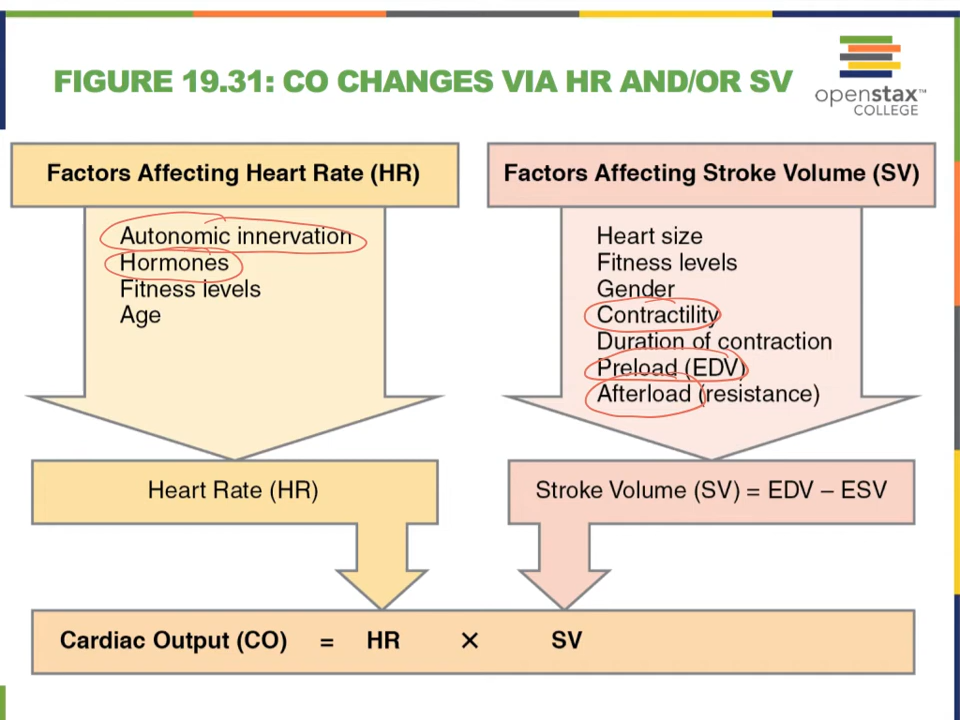 FIGURE 19.31: CO CHANGES VIA HR AND/OR SV
openstax™
COLLEGE
Factors Affecting Heart Rate (HR)
Autonomic innervation
Hormones
Fitness levels
Age
Heart Rate (HR)
Factors Affecting Stroke Volume (SV)
Heart size
Fitness levels
Gender
Contractility
Duration of contraction
Preload (EDV)
Afterload (resistance)
Stroke Volume (SV) = EDV – ESV
Cardiac Output (CO) = HR × SV